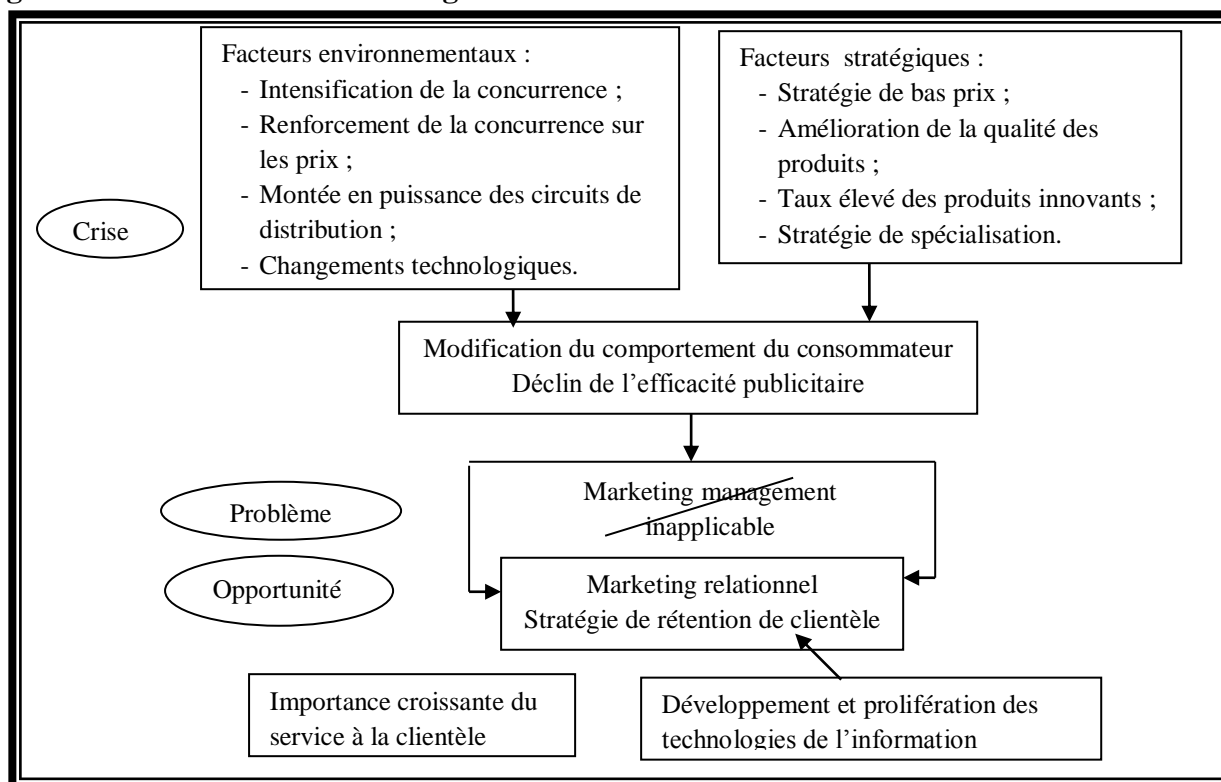 Facteurs environnementaux :
- Intensification de la concurrence ;
- Renforcement de la concurrence sur
les prix ;
- Montée en puissance des circuits de
distribution ;
- Changements technologiques.
Facteurs stratégiques :
- Stratégie de bas prix ;
- Amélioration de la qualité des
produits ;
- Taux élevé des produits innovants ;
- Stratégie de spécialisation.
Crise
Modification du comportement du consommateur
Déclin de l’efficacité publicitaire
Marketing management
inapplicable
Problème
Opportunité
Marketing relationnel
Stratégie de rétention de clientèle
Importance croissante du
service à la clientèle
Développement et prolifération des
technologies de l’information